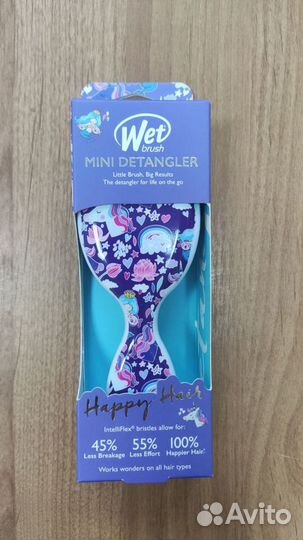 Wet
brush
MINI DETANGLER
Little Brush, Big Results
The detangler for life on the go
Happy Hair
IntelliFlex® bristles allow for:
45% 55% 100%
Less Breakage Less Effort Happier Hair
Works wonders on all hair types
Avito